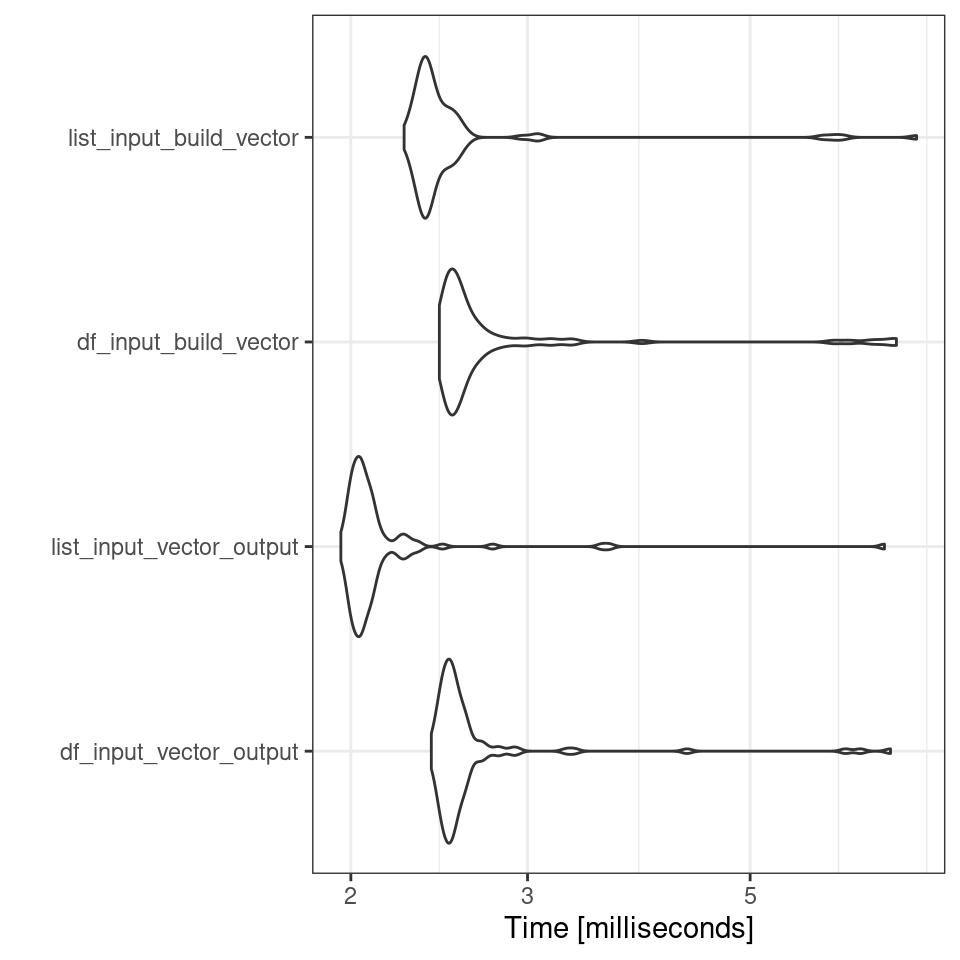 list_input_build_vector
df_input_build_vector
list_input_vector_output
df_input_vector_output
2 3 5
Time [milliseconds]